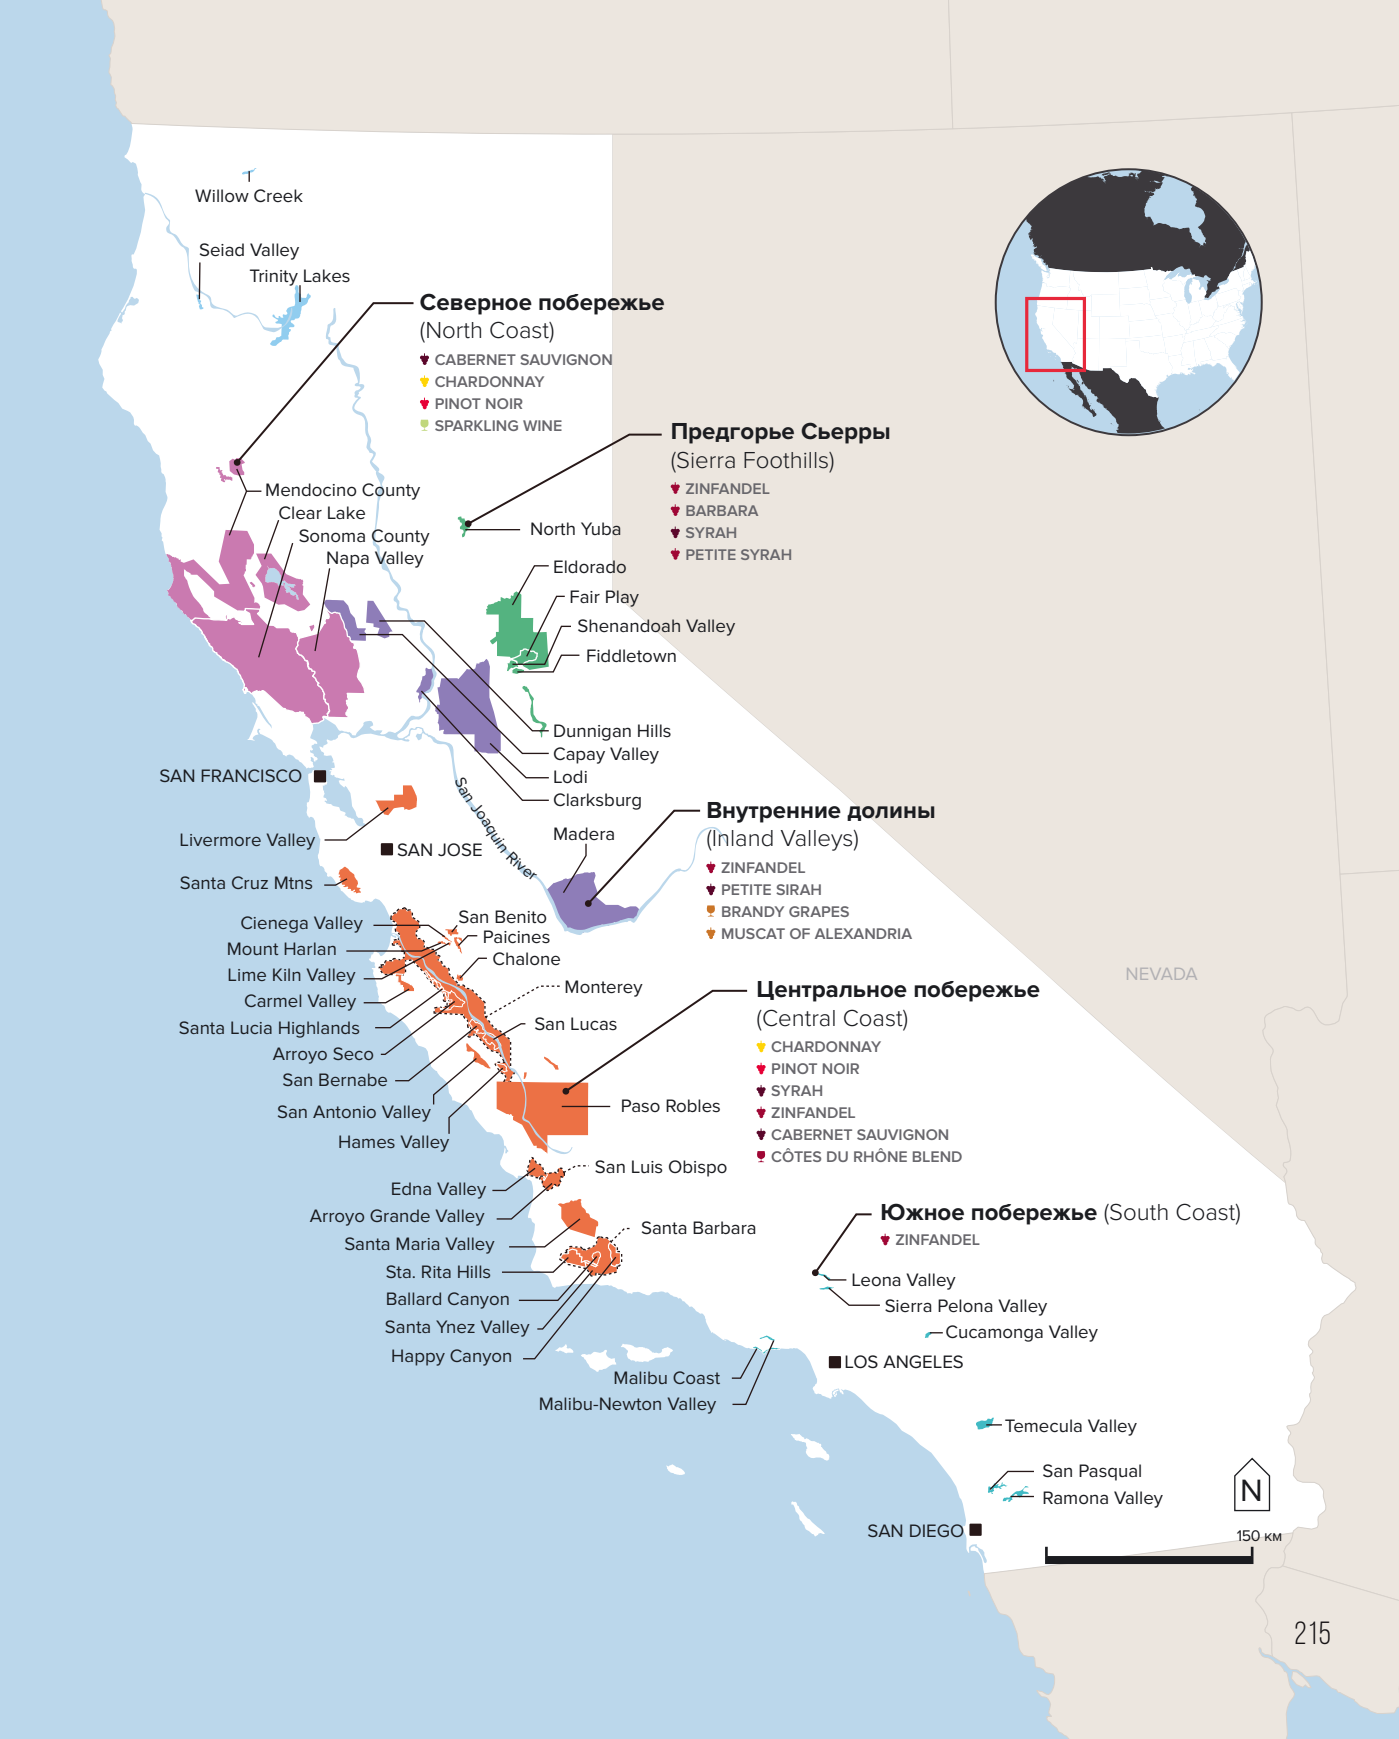 Willow Creek
Seiad Valley
Trinity Lakes
Северное побережье
(North Coast)
CABERNET SAUVIGNON
CHARDONNAY
PINOT NOIR
SPARKLING WINE
Предгорье Сьерры
(Sierra Foothills)
ZINFANDEL
BARBARA
SYRAH
PETITE SYRAH
Mendocino County
Clear Lake
Sonoma County
Napa Valley
North Yuba
Eldorado
Fair Play
Shenandoah Valley
Fiddletown
Dunnigan Hills
Capay Valley
Lodi
Clarksburg
SAN FRANCISCO
San Joaquin River
Livermore Valley
SAN JOSE
Madera
Внутренние долины
(Inland Valleys)
ZINFANDEL
PETITE SIRAH
BRANDY GRAPES
MUSCAT OF ALEXANDRIA
Santa Cruz Mtns
Cienega Valley
Mount Harlan
Lime Kiln Valley
Carmel Valley
Santa Lucia Highlands
Arroyo Seco
San Bernabe
San Antonio Valley
Hames Valley
San Benito
Paicines
Chalone
Monterey
San Lucas
NEVADA
Центральное побережье
(Central Coast)
CHARDONNAY
PINOT NOIR
SYRAH
ZINFANDEL
CABERNET SAUVIGNON
CÔTES DU RHÔNE BLEND
Paso Robles
San Luis Obispo
Edna Valley
Arroyo Grande Valley
Santa Maria Valley
Santa Barbara
Sta. Rita Hills
Ballard Canyon
Santa Ynez Valley
Happy Canyon
Южное побережье (South Coast)
ZINFANDEL
Leona Valley
Sierra Pelona Valley
Cucamonga Valley
LOS ANGELES
Malibu Coast
Malibu-Newton Valley
Temecula Valley
San Pasqual
Ramona Valley
N
SAN DIEGO
150 км
215